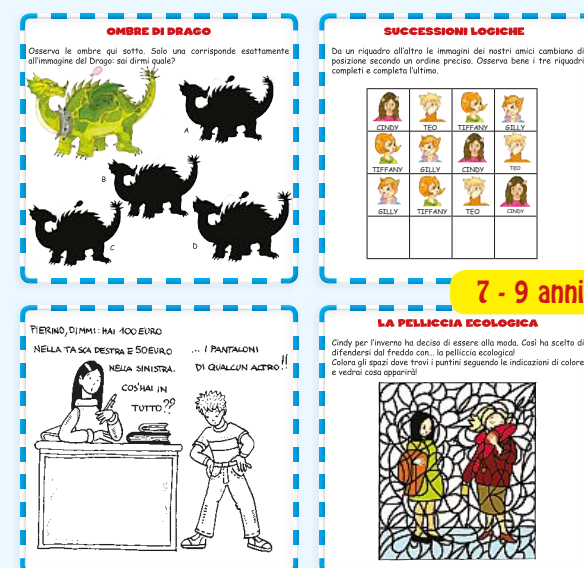 OMBRE DI DRAGO
Osserva le ombre qui sotto. Solo una corrisponde esattamente
all'immagine del Drago: sai dirmi quale?
A
B
C
D
SUCCESSIONI LOGICHE
Da un riquadro all'altro le immagini dei nostri amici cambiano di
posizione secondo un ordine preciso. Osserva bene i tre riquadri
completi e completa l'ultimo.
CINDY TEO TIFFANY GILLY
TIFFANY GILLY CINDY TEO
GILLY TIFFANY TEO CINDY
7 - 9 anni
PIERINO, DIMMI: HAI 100 EURO
NELLA TASCA DESTRA E 50 EURO
NELLA SINISTRA.
COS'HAI IN
TUTTO??
... I PANTALONI
DI QUALCUN ALTRO!!
LA PELLICCIA ECOLOGICA
Cindy per l'inverno ha deciso di essere alla moda. Così ha scelto di
difendersi dal freddo con... la pelliccia ecologica!
Colora gli spazi dove trovi i puntini seguendo le indicazioni di colore
e vedrai cosa apparirà!